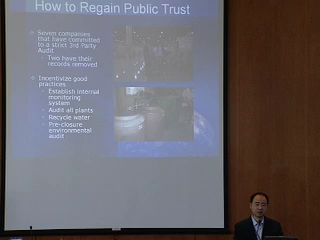 How to Regain Public Trust
Seven companies
that have committed
to a strict 3rd Party
Audit
Two have their
records removed
Incentivize good
practices
Establish internal
monitoring
system
Audit all plants
Recycle water
Pre-closure
environmental
audit